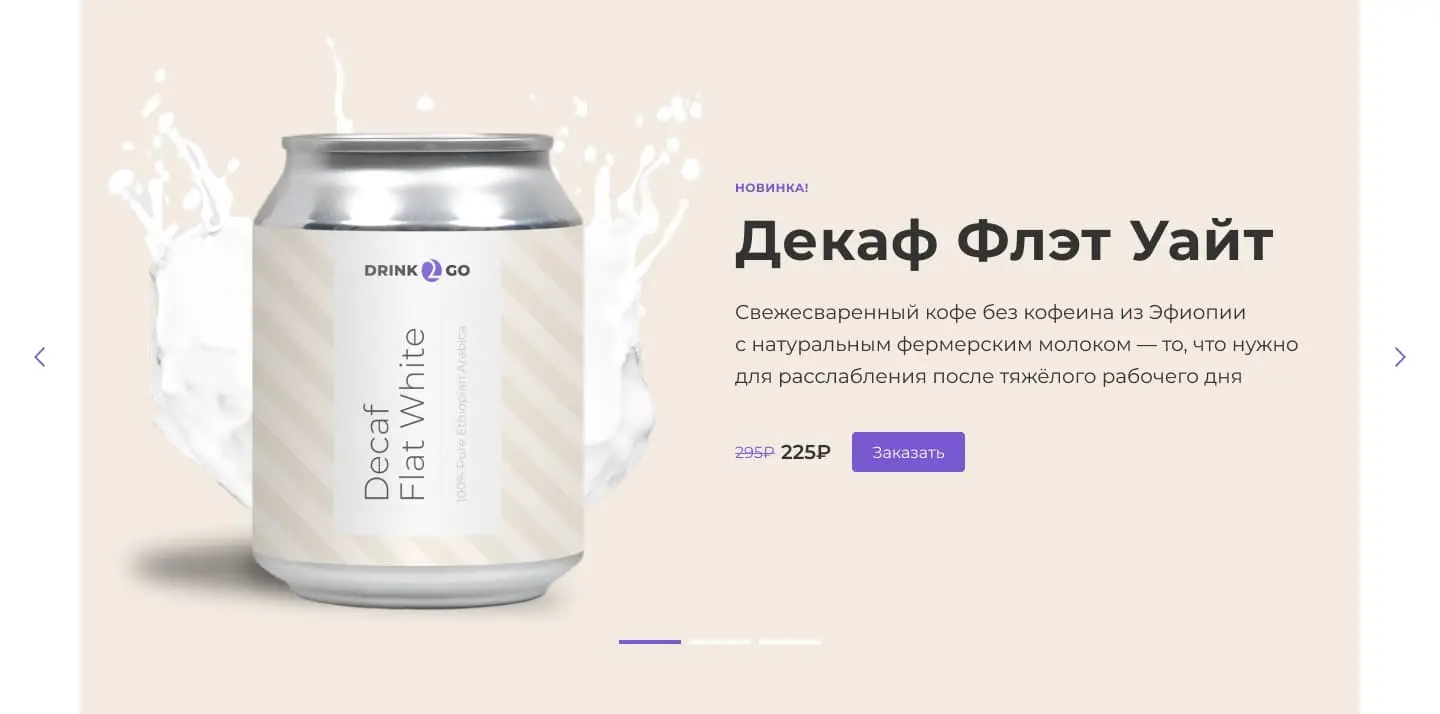 DRINK 2 GO
Decaf
Flat White
100% Pure Ethiopian Arabica
НОВИНКА!
Декаф Флэт Уайт
Свежесваренный кофе без кофеина из Эфиопии
с натуральным фермерским молоком — то, что нужно
для расслабления после тяжёлого рабочего дня
295₽ 225₽ Заказать